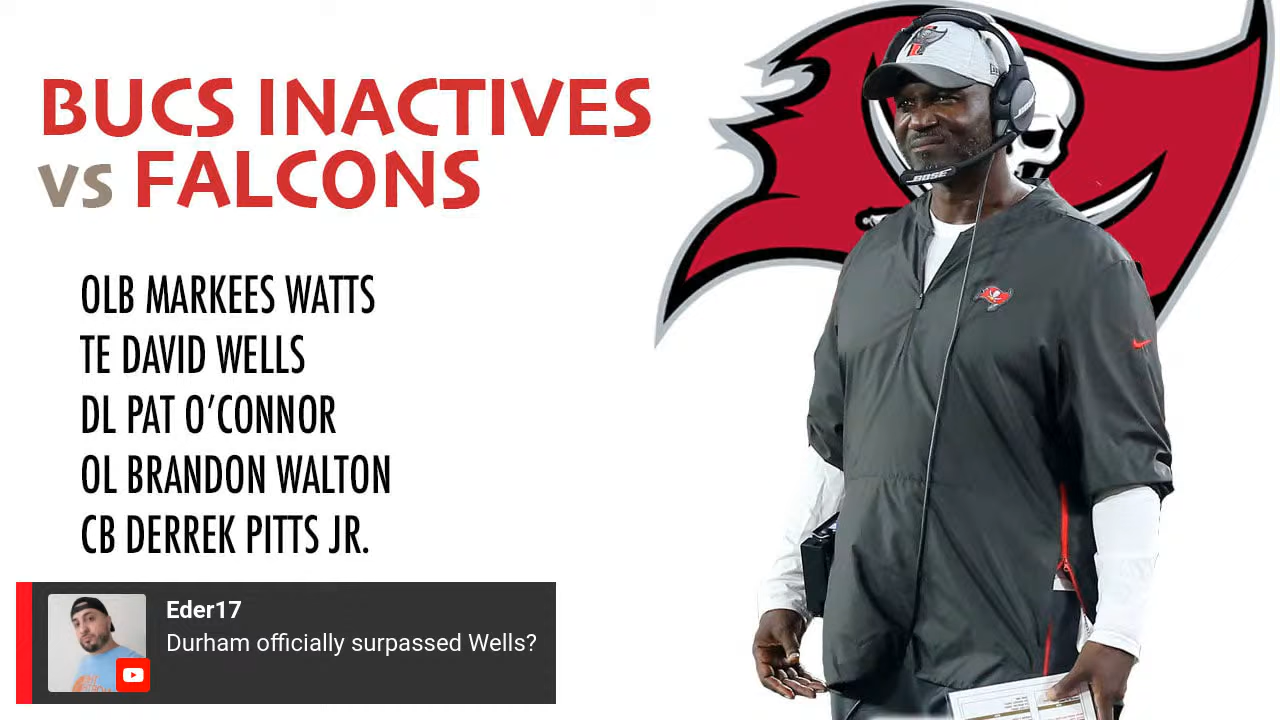 BUCS INACTIVES
vs FALCONS
OLB MARKEES WATTS
TE DAVID WELLS
DL PAT O’CONNOR
OL BRANDON WALTON
CB DERREK PITTS JR.
Eder17
Durham officially surpassed Wells?
BOSE